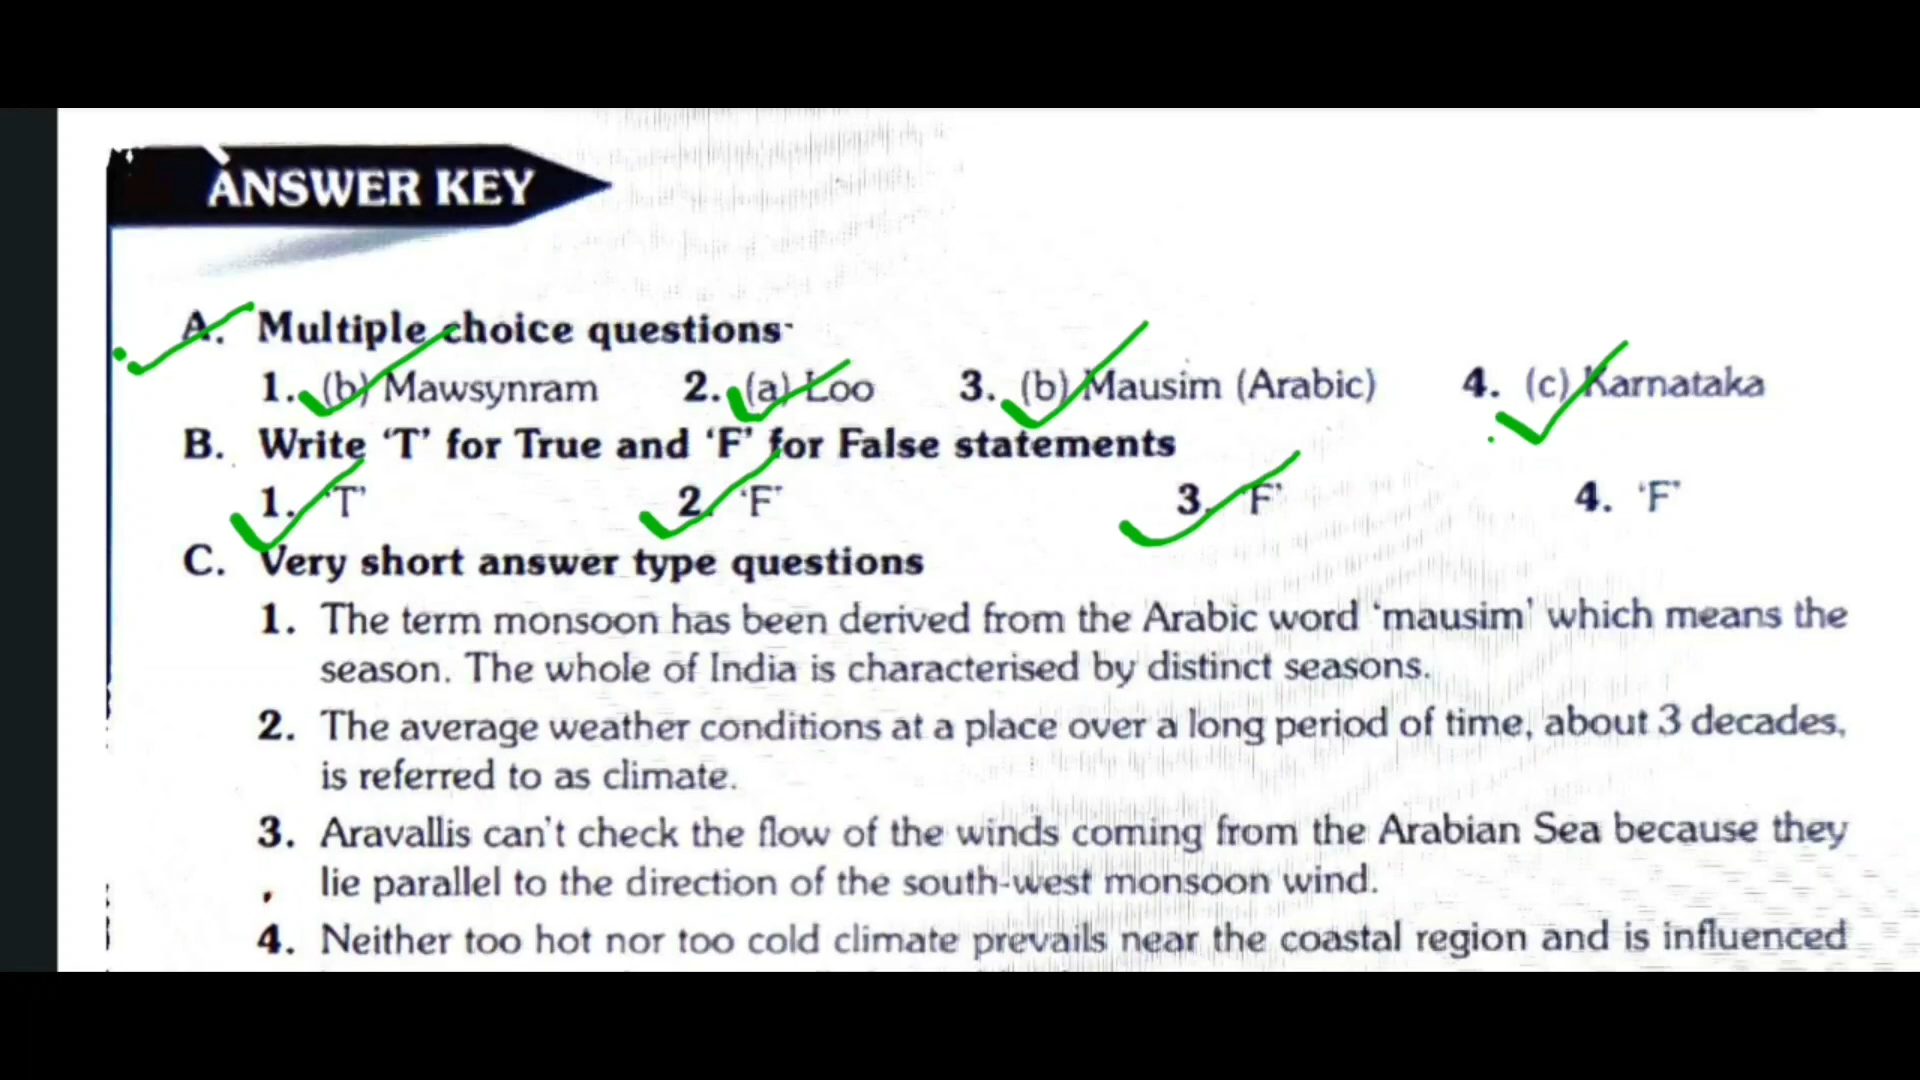 ANSWER KEY
A. Multiple choice questions
1. (b) Mawsynram 2. (a) Loo 3. (b) Mausim (Arabic) 4. (c) Karnataka
B. Write ‘T’ for True and ‘F’ for False statements
1. ‘T’ 2. ‘F’ 3. ‘F’ 4. ‘F’
C. Very short answer type questions
1. The term monsoon has been derived from the Arabic word ‘mausim’ which means the
season. The whole of India is characterised by distinct seasons.
2. The average weather conditions at a place over a long period of time, about 3 decades,
is referred to as climate.
3. Aravallis can't check the flow of the winds coming from the Arabian Sea because they
lie parallel to the direction of the south-west monsoon wind.
4. Neither too hot nor too cold climate prevails near the coastal region and is influenced